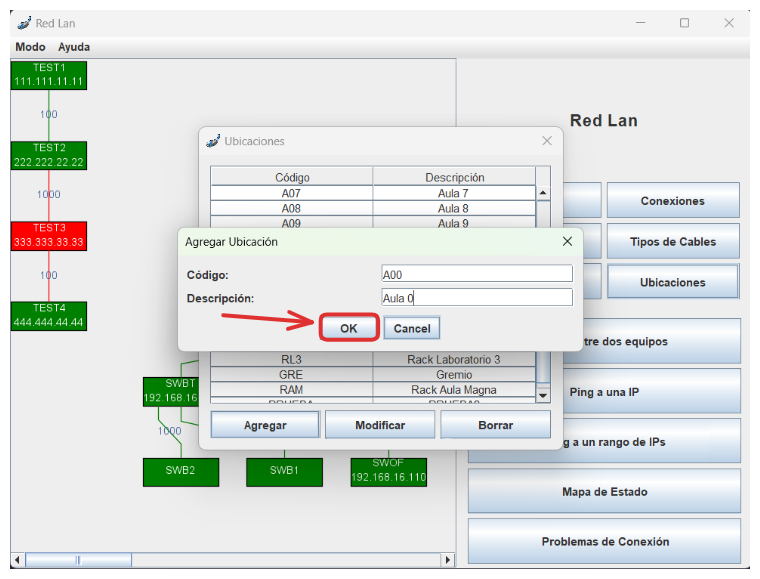 Red Lan
Modo Ayuda
TEST1
111.111.11.11
100
TEST2
222.222.22.22
1000
TEST3
333.333.33.33
100
TEST4
444.444.44.44
SWBT
192.168.16
1000
SWB2
SWB1
SWOF
192.168.16.110
Ubicaciones
Código Descripción
A07 Aula 7
A08 Aula 8
A09 Aula 9
Agregar Ubicación
Código: A00
Descripción: Aula 0
OK Cancel
RL3 Rack Laboratorio 3
GRE Gremio
RAM Rack Aula Magna
Agregar Modificar Borrar
Red Lan
Conexiones
Tipos de Cables
Ubicaciones
tre dos equipos
Ping a una IP
g a un rango de IPs
Mapa de Estado
Problemas de Conexión